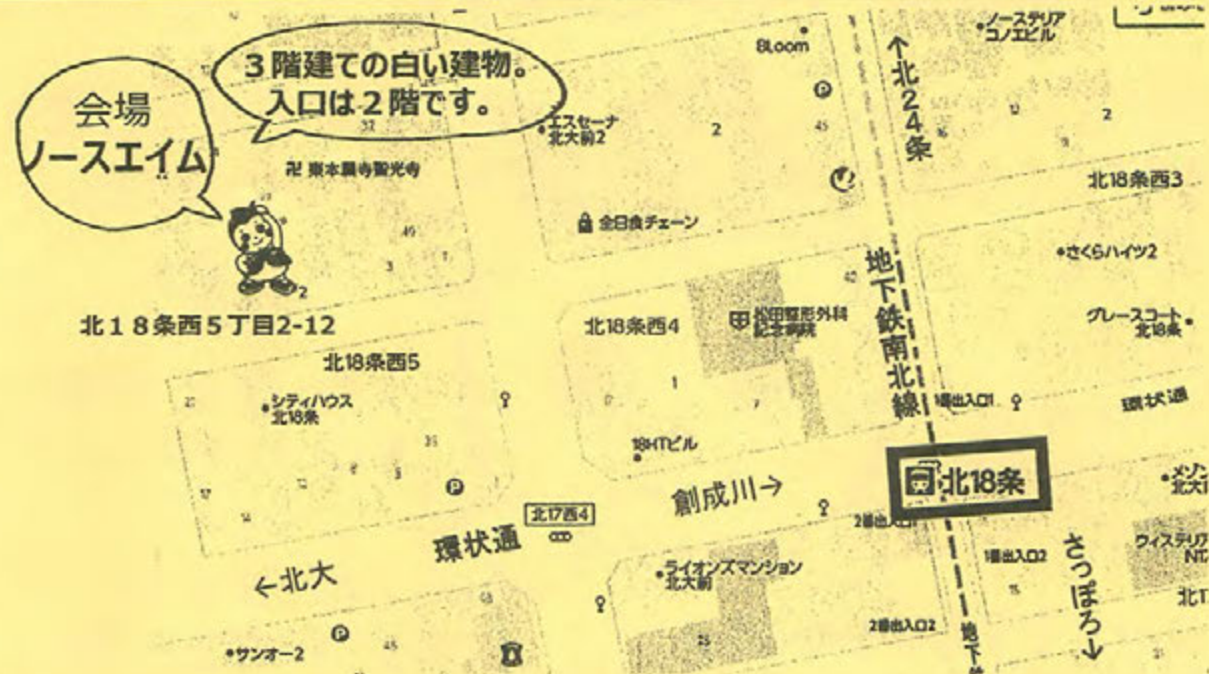 会場
ノースエイム
3階建ての白い建物。
入口は2階です。
8Loom
ノーステリア
コノエビル
↑北24条
エスセーナ
北大前2
2
45
2
卍 東本願寺智光寺
北18条西3
全日食チェーン
さくらハイツ2
49
3
2
北18条西5丁目2-12
地下鉄南北線
北18条西4
松田整形外科
記念病院
グレースコート
北18条
北18条西5
シティハウス
北18条
1
環状通
18HTビル
北18条
創成川→
北17西4
環状通
←北大
2番出入口1
1番出入口2
さっぽろ→
ライオンズマンション
北大前
2番出入口2
サンオー2
地下